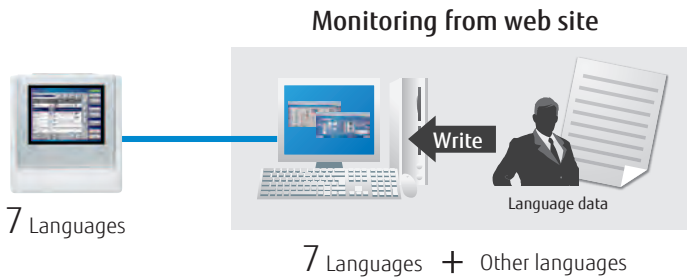 Monitoring from web site
Write
Language data
7 Languages
7 Languages + Other languages